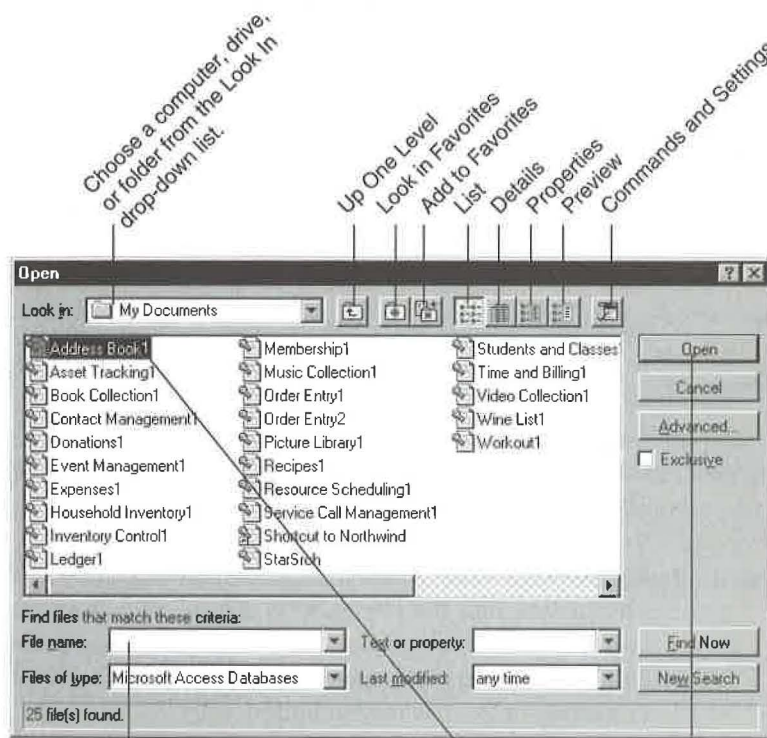 Choose a computer, drive,
or folder from the Look In
drop-down list.
Up One Level
Look in Favorites
Add to Favorites
List
Details
Properties
Preview
Commands and Settings
Open
Look in: My Documents
Address Book1
Asset Tracking1
Book Collection1
Contact Management1
Donations1
Event Management1
Expenses1
Household Inventory1
Inventory Control1
Ledger1
Membership1
Music Collection1
Order Entry1
Order Entry2
Picture Library1
Recipes1
Resource Scheduling1
Service Call Management1
Shortcut to Northwind
StarSrch
Students and Classes
Time and Billing1
Video Collection1
Wine List1
Workout1
Open
Cancel
Advanced...
Exclusive
Find files that match these criteria:
File name: Text or property: Find Now
Files of type: Microsoft Access Databases Last modified: any time New Search
25 file(s) found.